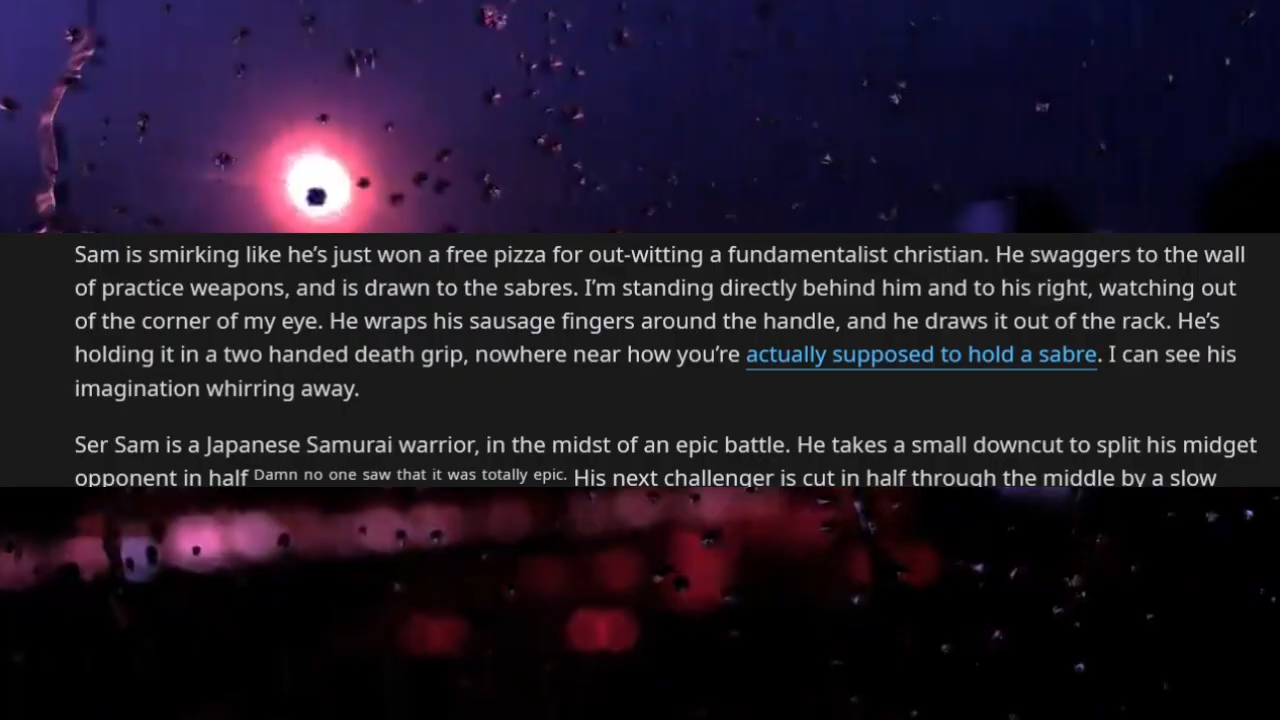 Sam is smirking like he’s just won a free pizza for out-witting a fundamentalist christian. He swaggers to the wall
of practice weapons, and is drawn to the sabres. I’m standing directly behind him and to his right, watching out
of the corner of my eye. He wraps his sausage fingers around the handle, and he draws it out of the rack. He’s
holding it in a two handed death grip, nowhere near how you’re actually supposed to hold a sabre. I can see his
imagination whirring away.
Ser Sam is a Japanese Samurai warrior, in the midst of an epic battle. He takes a small downcut to split his midget
opponent in half Damn no one saw that it was totally epic. His next challenger is cut in half through the middle by a slow